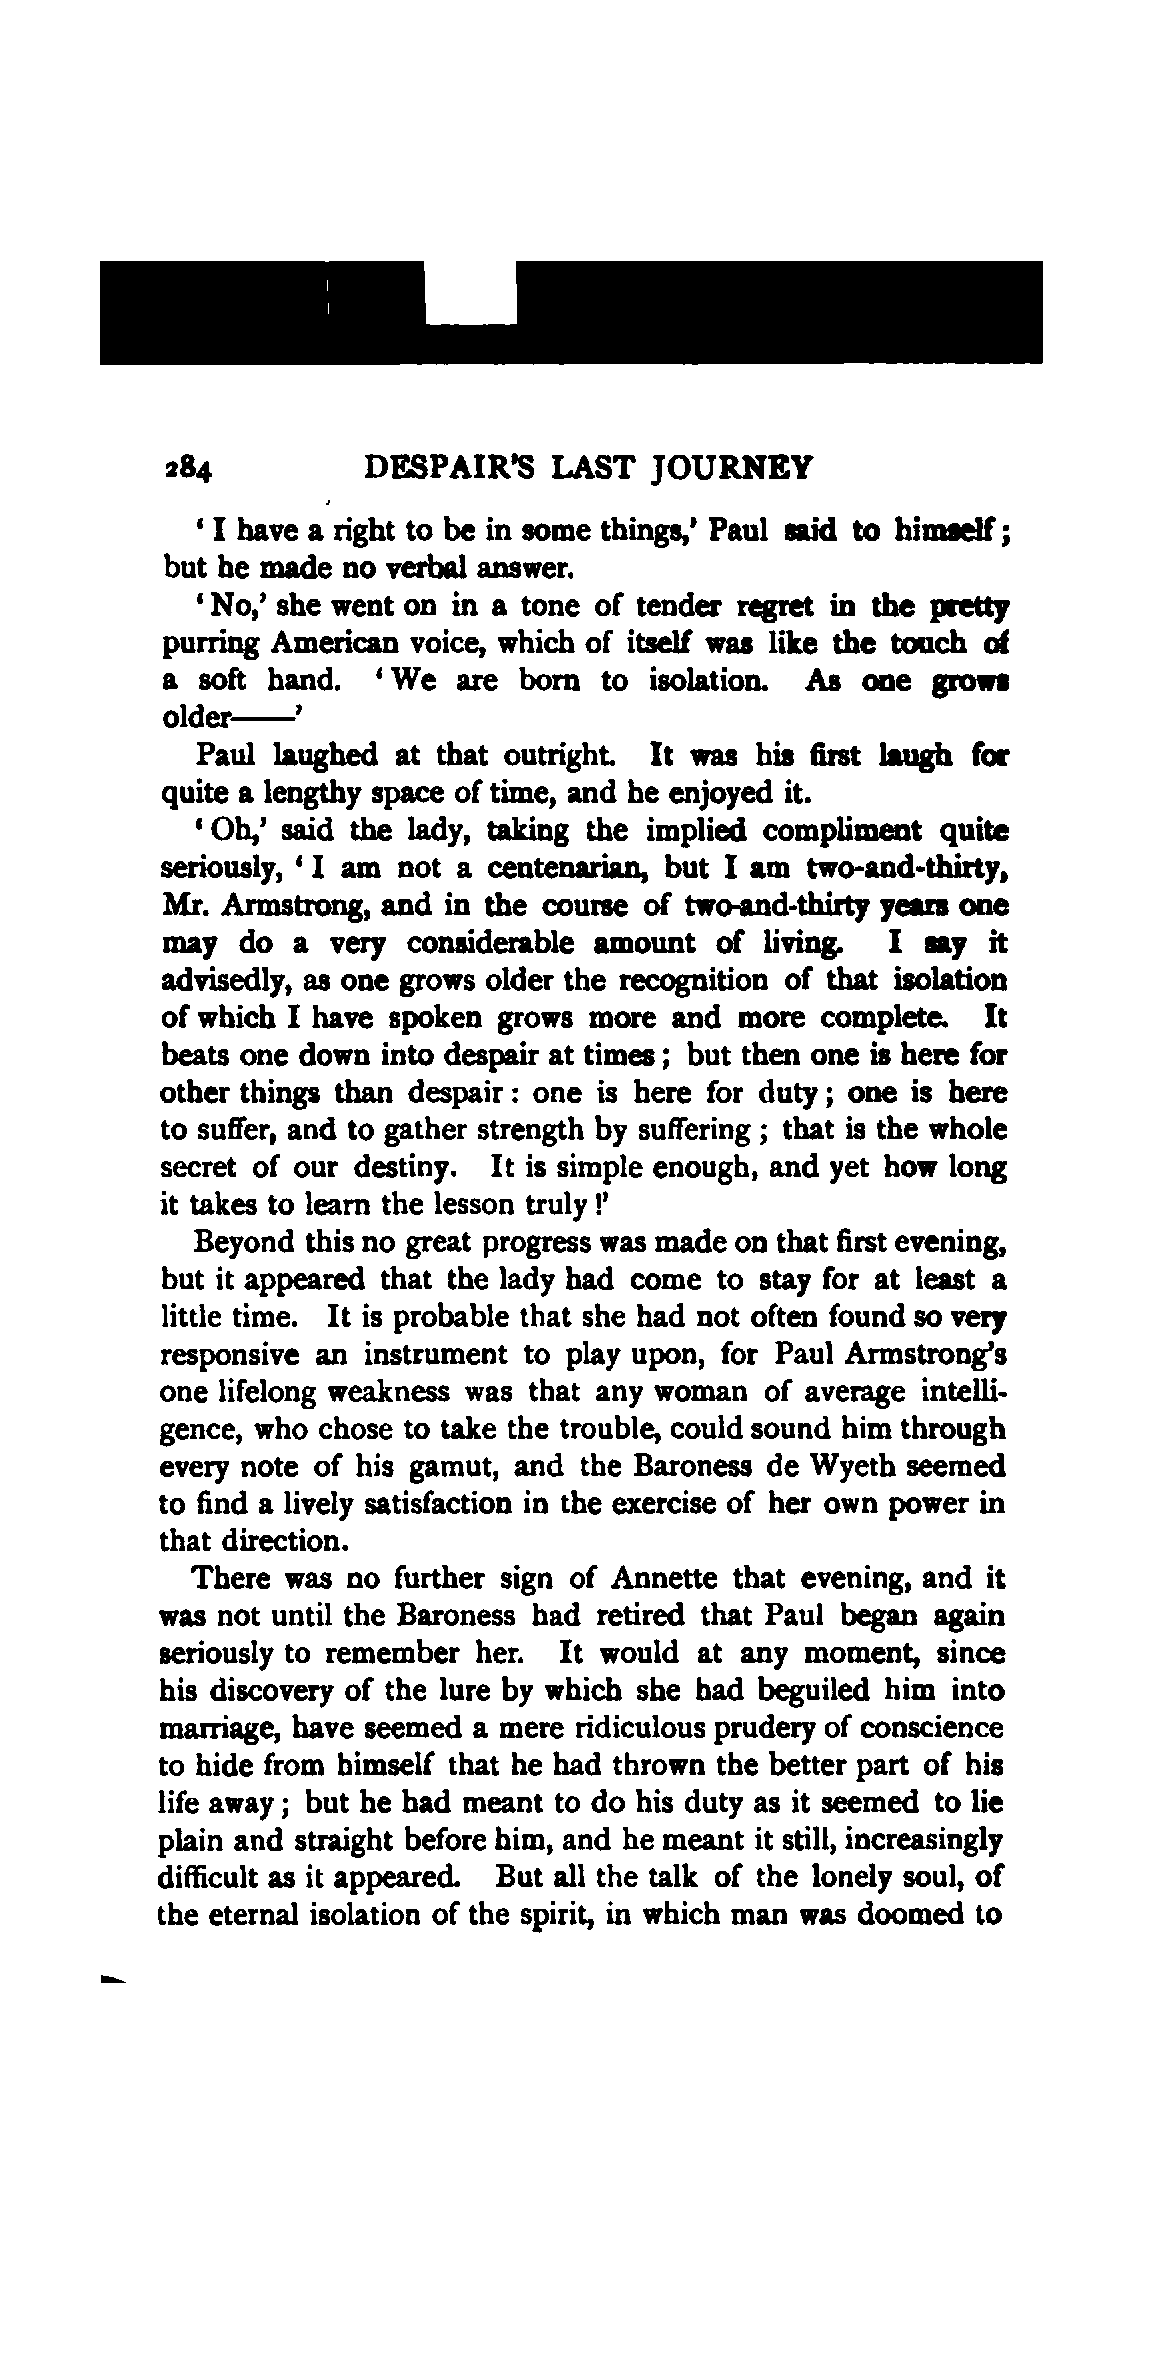 284 DESPAIR'S LAST JOURNEY
‘I have a right to be in some things,’ Paul said to himself;
but he made no verbal answer.
‘No,’ she went on in a tone of tender regret in the pretty
purring American voice, which of itself was like the touch of
a soft hand. ‘We are born to isolation. As one grows
older——’
Paul laughed at that outright. It was his first laugh for
quite a lengthy space of time, and he enjoyed it.
‘Oh,’ said the lady, taking the implied compliment quite
seriously, ‘I am not a centenarian, but I am two-and-thirty,
Mr. Armstrong, and in the course of two-and-thirty years one
may do a very considerable amount of living. I say it
advisedly, as one grows older the recognition of that isolation
of which I have spoken grows more and more complete. It
beats one down into despair at times; but then one is here for
other things than despair: one is here for duty; one is here
to suffer, and to gather strength by suffering; that is the whole
secret of our destiny. It is simple enough, and yet how long
it takes to learn the lesson truly!’
Beyond this no great progress was made on that first evening,
but it appeared that the lady had come to stay for at least a
little time. It is probable that she had not often found so very
responsive an instrument to play upon, for Paul Armstrong's
one lifelong weakness was that any woman of average intelli-
gence, who chose to take the trouble, could sound him through
every note of his gamut, and the Baroness de Wyeth seemed
to find a lively satisfaction in the exercise of her own power in
that direction.
There was no further sign of Annette that evening, and it
was not until the Baroness had retired that Paul began again
seriously to remember her. It would at any moment, since
his discovery of the lure by which she had beguiled him into
marriage, have seemed a mere ridiculous prudery of conscience
to hide from himself that he had thrown the better part of his
life away; but he had meant to do his duty as it seemed to lie
plain and straight before him, and he meant it still, increasingly
difficult as it appeared. But all the talk of the lonely soul, of
the eternal isolation of the spirit, in which man was doomed to